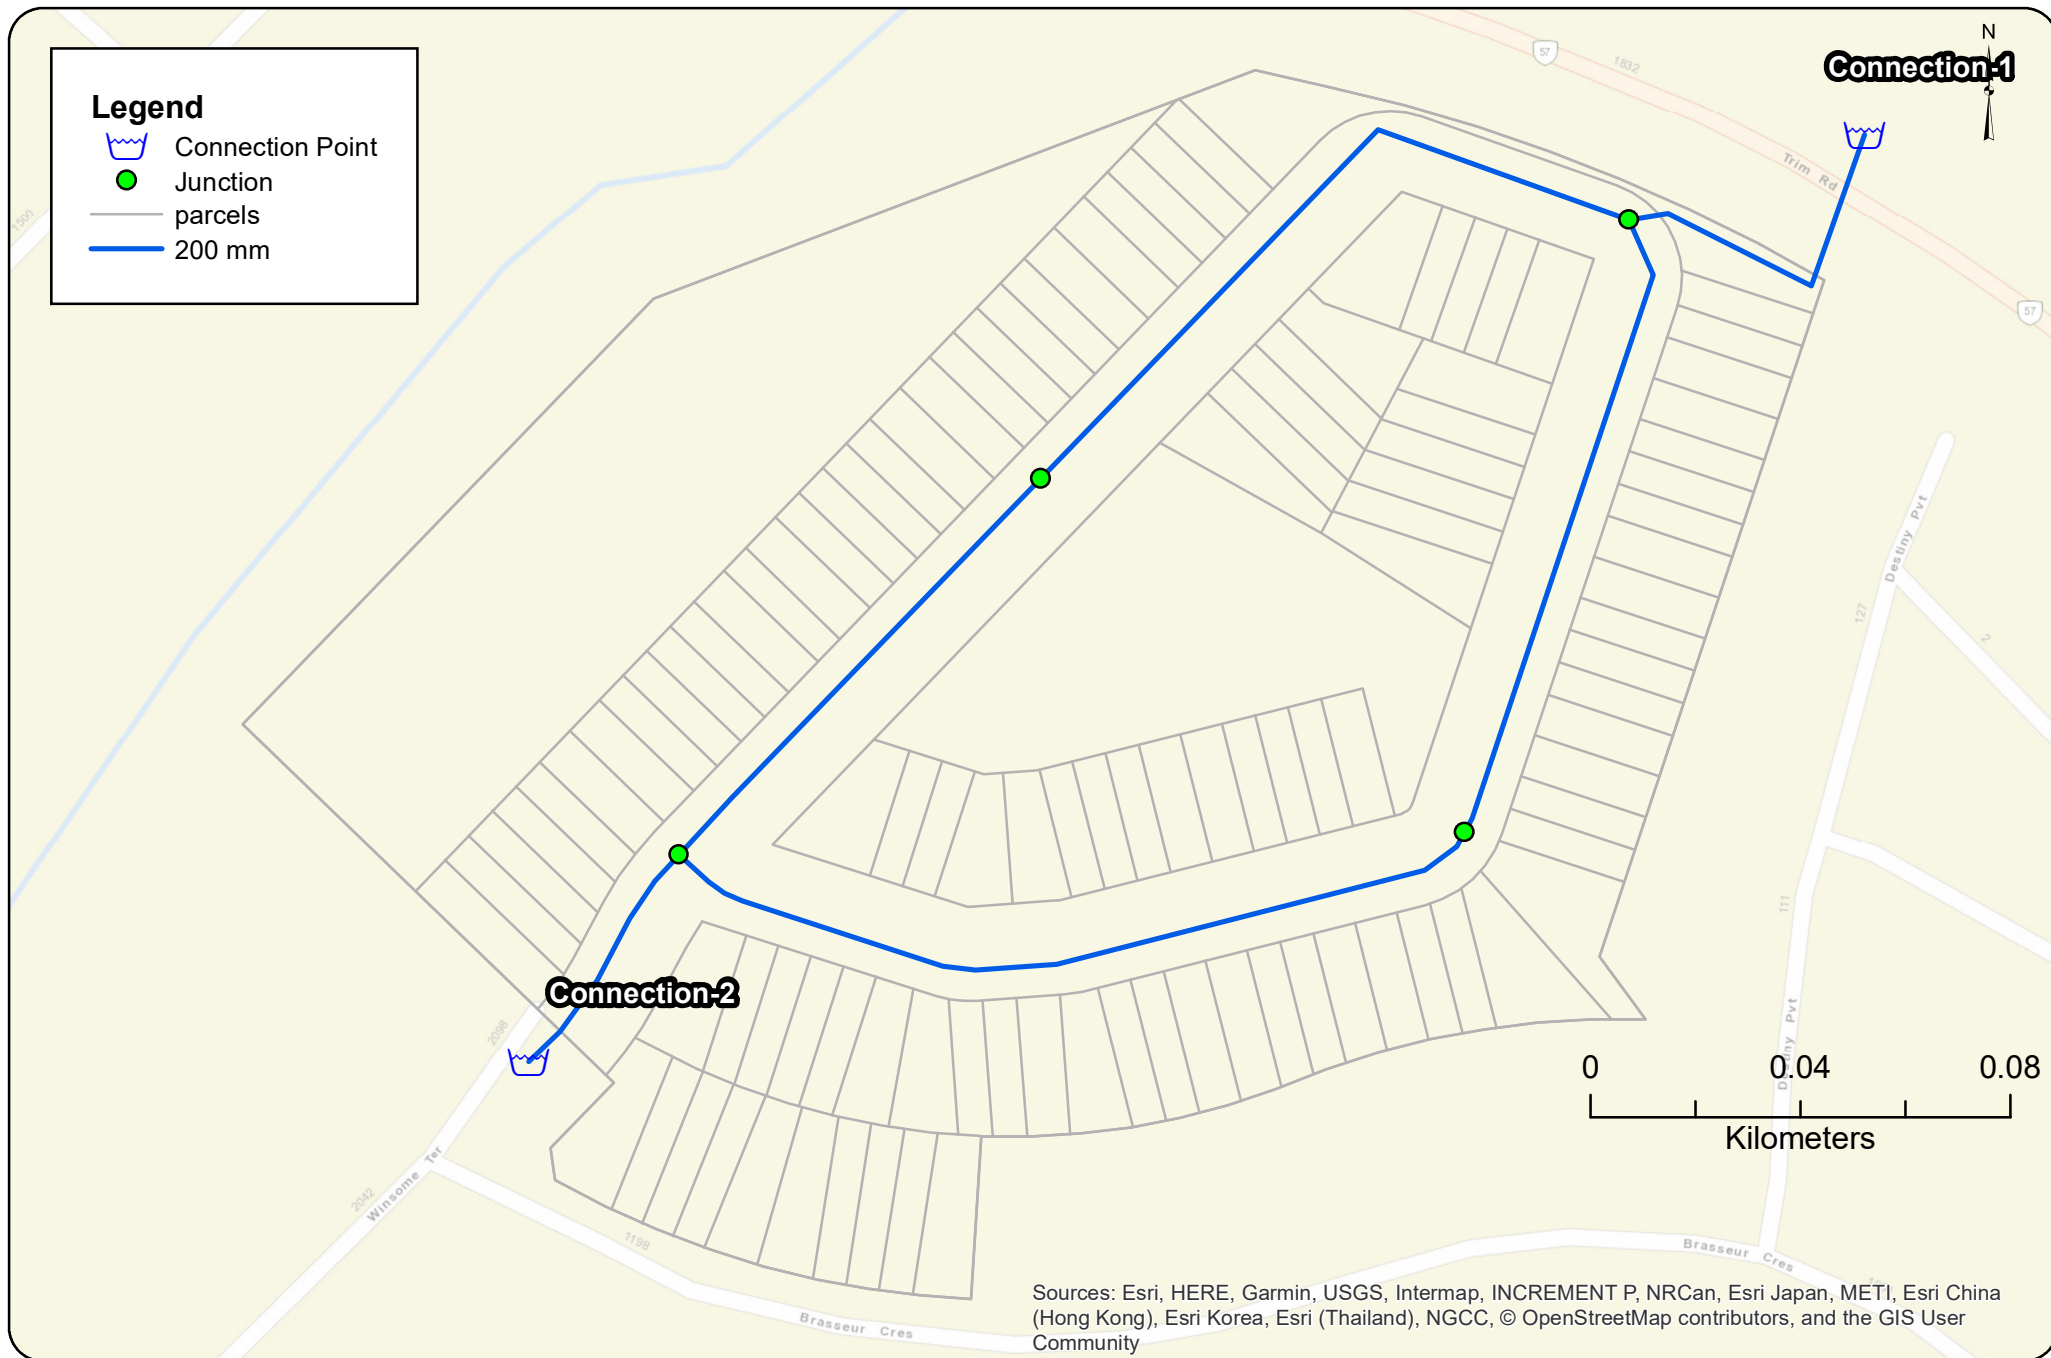 Legend
Connection Point
Junction
parcels
200 mm
N
Connection-1
57
1832
Trim Rd
57
1500
Destiny Pvt
127
2
111
Destiny Pvt
Connection-2
2098
Winsome Ter
2042
1198
Brasseur Cres
Brasseur Cres
0 0.04 0.08
Kilometers
Sources: Esri, HERE, Garmin, USGS, Intermap, INCREMENT P, NRCan, Esri Japan, METI, Esri China
(Hong Kong), Esri Korea, Esri (Thailand), NGCC, © OpenStreetMap contributors, and the GIS User
Community